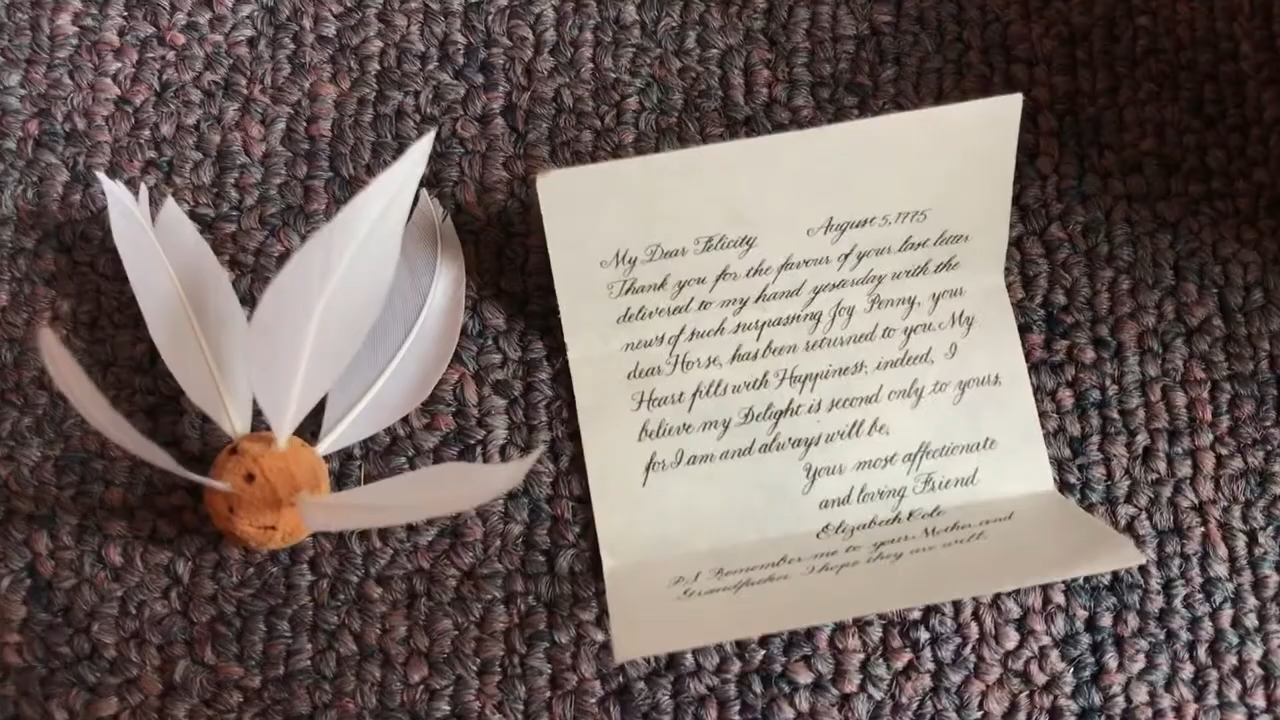 August 5, 1775
My Dear Felicity
Thank you for the favour of your last letter
delivered to my hand yesterday with the
news of such surpassing Joy. Penny, your
dear Horse, has been returned to you. My
Heart fills with Happiness; indeed, I
believe my Delight is second only to yours,
for I am and always will be,
Your most affectionate
and loving Friend
Elizabeth Cole
P.S. Remember me to your Mother and
Grandfather. I hope they are well.